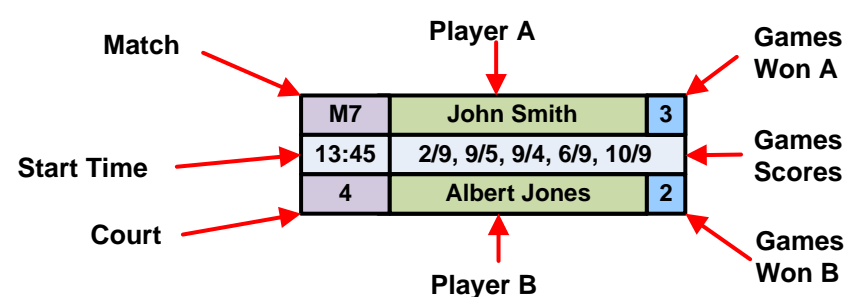 Match
Player A
Games
Won A
M7
John Smith
3
Start Time
13:45
2/9, 9/5, 9/4, 6/9, 10/9
Games
Scores
4
Albert Jones
2
Court
Player B
Games
Won B